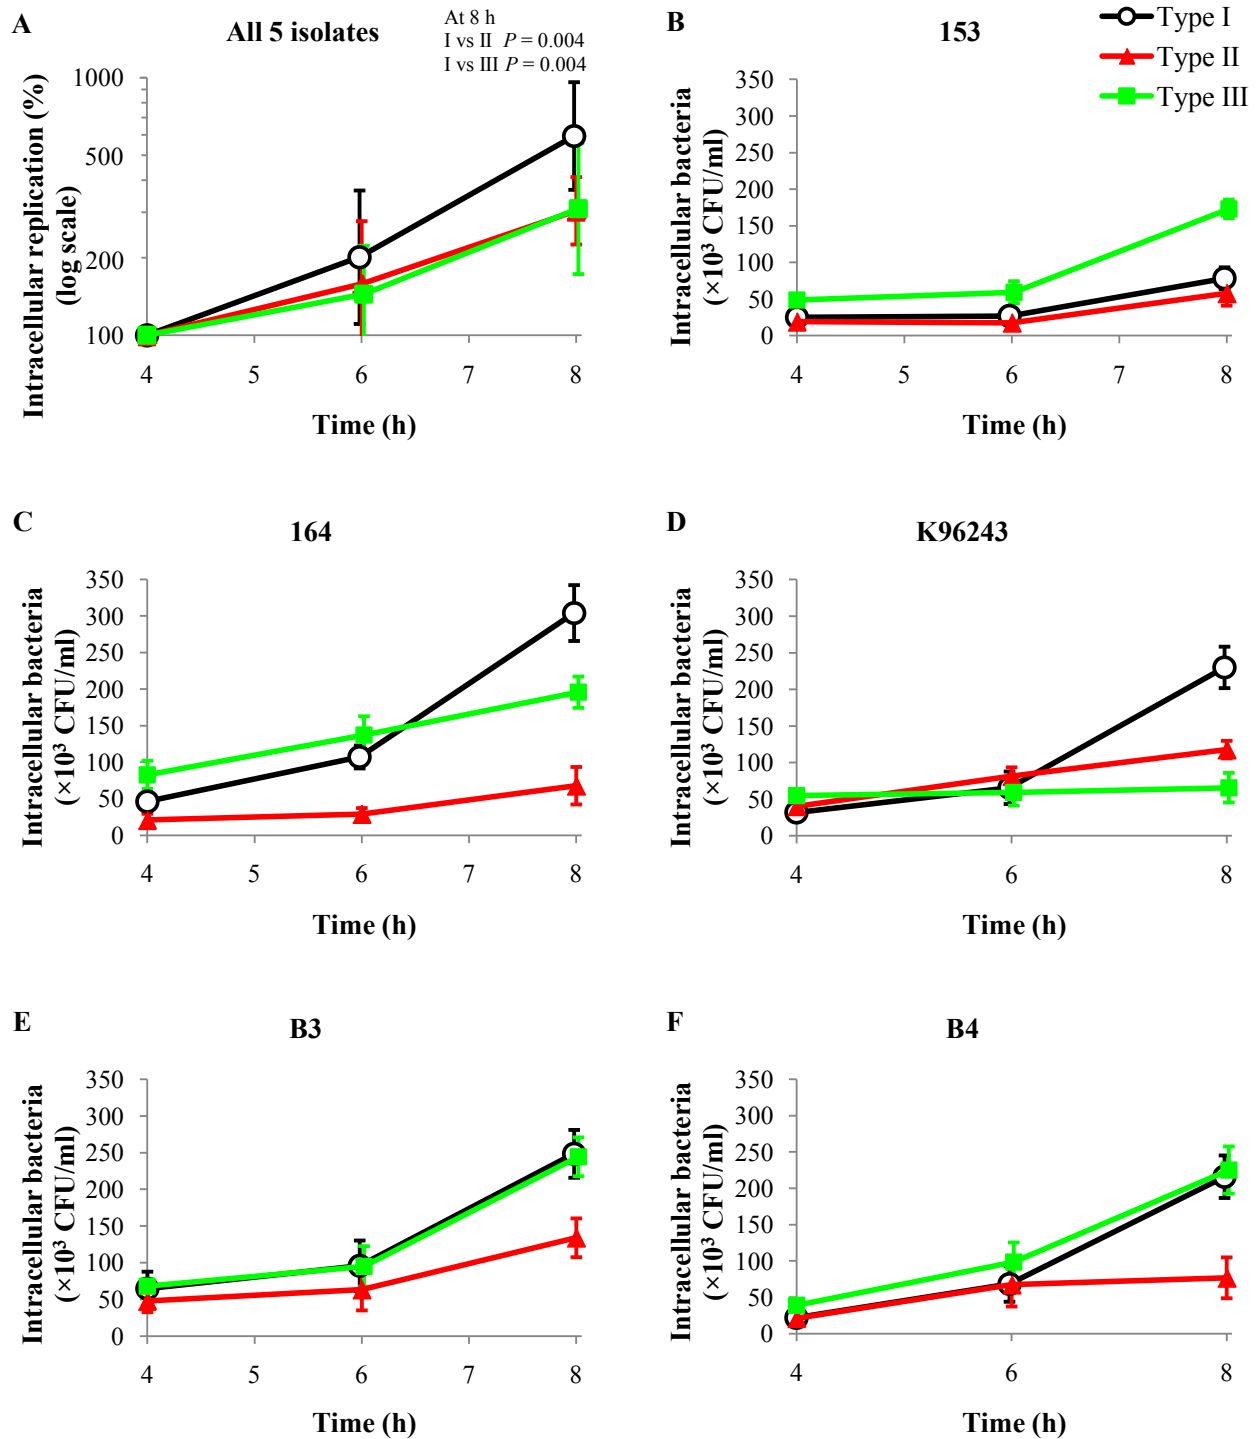 A
All 5 isolates
At 8 h
I vs II P = 0.004
I vs III P = 0.004
Intracellular replication (%)
(log scale)
1000
500
200
100
4 5 6 7 8
Time (h)
B
153
Type I
Type II
Type III
Intracellular bacteria
(×10³ CFU/ml)
350
300
250
200
150
100
50
0
4 5 6 7 8
Time (h)
C
164
Intracellular bacteria
(×10³ CFU/ml)
350
300
250
200
150
100
50
0
4 5 6 7 8
Time (h)
D
K96243
Intracellular bacteria
(×10³ CFU/ml)
350
300
250
200
150
100
50
0
4 6 8
Time (h)
E
B3
Intracellular bacteria
(×10³ CFU/ml)
350
300
250
200
150
100
50
0
4 5 6 7 8
Time (h)
F
B4
Intracellular bacteria
(×10³ CFU/ml)
350
300
250
200
150
100
50
0
4 6 8
Time (h)